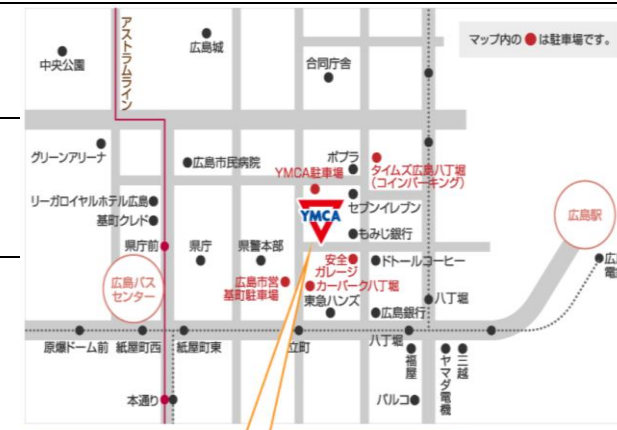 アストラムライン
広島城
中央公園
合同庁舎
マップ内の●は駐車場です。
グリーンアリーナ
広島市民病院
ポプラ
YMCA駐車場
タイムズ広島八丁堀
(コインパーキング)
リーガロイヤルホテル広島
基町クレド
YMCA
セブンイレブン
もみじ銀行
広島駅
県庁前
県庁
県警本部
安全
ガレージ
ドトールコーヒー
広島バス
センター
広島市営
基町駐車場
カーパーク八丁堀
東急ハンズ
八丁堀
広島銀行
原爆ドーム前
紙屋町西
紙屋町東
立町
八丁堀
福屋
ヤマダ電機
三越
本通り
パルコ